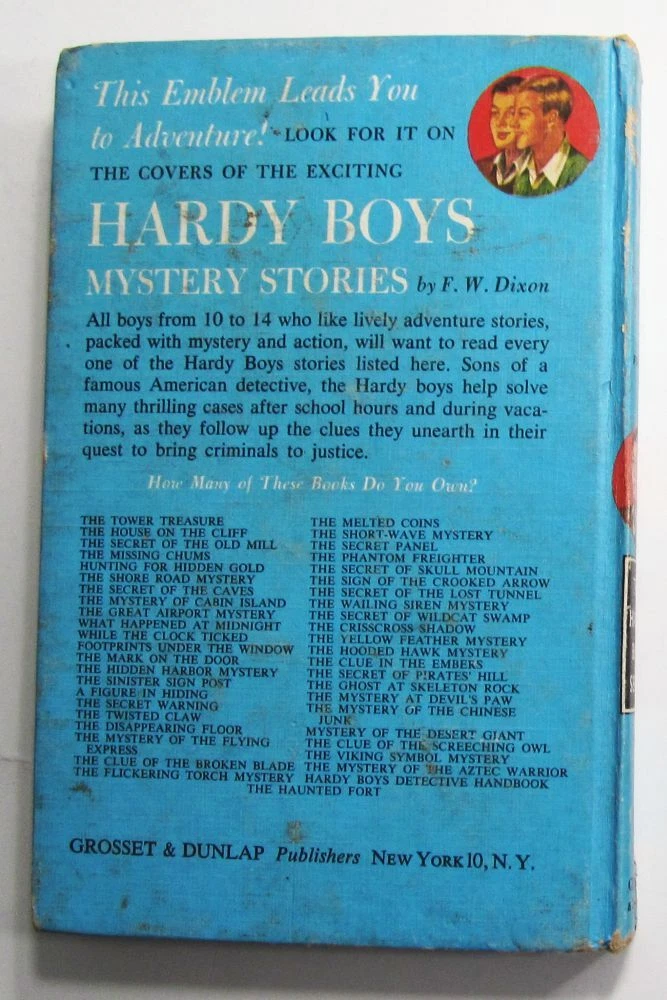 This Emblem Leads You
to Adventure! LOOK FOR IT ON
THE COVERS OF THE EXCITING
HARDY BOYS
MYSTERY STORIES by F. W. Dixon
All boys from 10 to 14 who like lively adventure stories,
packed with mystery and action, will want to read every
one of the Hardy Boys stories listed here. Sons of a
famous American detective, the Hardy boys help solve
many thrilling cases after school hours and during vaca-
tions, as they follow up the clues they unearth in their
quest to bring criminals to justice.
How Many of These Books Do You Own?
THE TOWER TREASURE
THE HOUSE ON THE CLIFF
THE SECRET OF THE OLD MILL
THE MISSING CHUMS
HUNTING FOR HIDDEN GOLD
THE SHORE ROAD MYSTERY
THE SECRET OF THE CAVES
THE MYSTERY OF CABIN ISLAND
THE GREAT AIRPORT MYSTERY
WHAT HAPPENED AT MIDNIGHT
WHILE THE CLOCK TICKED
FOOTPRINTS UNDER THE WINDOW
THE MARK ON THE DOOR
THE HIDDEN HARBOR MYSTERY
THE SINISTER SIGN POST
A FIGURE IN HIDING
THE SECRET WARNING
THE TWISTED CLAW
THE DISAPPEARING FLOOR
THE MYSTERY OF THE FLYING
EXPRESS
THE CLUE OF THE BROKEN BLADE
THE FLICKERING TORCH MYSTERY
THE MELTED COINS
THE SHORT-WAVE MYSTERY
THE SECRET PANEL
THE PHANTOM FREIGHTER
THE SECRET OF SKULL MOUNTAIN
THE SIGN OF THE CROOKED ARROW
THE SECRET OF THE LOST TUNNEL
THE WAILING SIREN MYSTERY
THE SECRET OF WILDCAT SWAMP
THE CRISSCROSS SHADOW
THE YELLOW FEATHER MYSTERY
THE HOODED HAWK MYSTERY
THE CLUE IN THE EMBERS
THE SECRET OF PIRATES' HILL
THE GHOST AT SKELETON ROCK
THE MYSTERY AT DEVIL'S PAW
THE MYSTERY OF THE CHINESE
JUNK
MYSTERY OF THE DESERT GIANT
THE CLUE OF THE SCREECHING OWL
THE VIKING SYMBOL MYSTERY
THE MYSTERY OF THE AZTEC WARRIOR
HARDY BOYS DETECTIVE HANDBOOK
THE HAUNTED FORT
GROSSET & DUNLAP Publishers NEW YORK 10, N. Y.